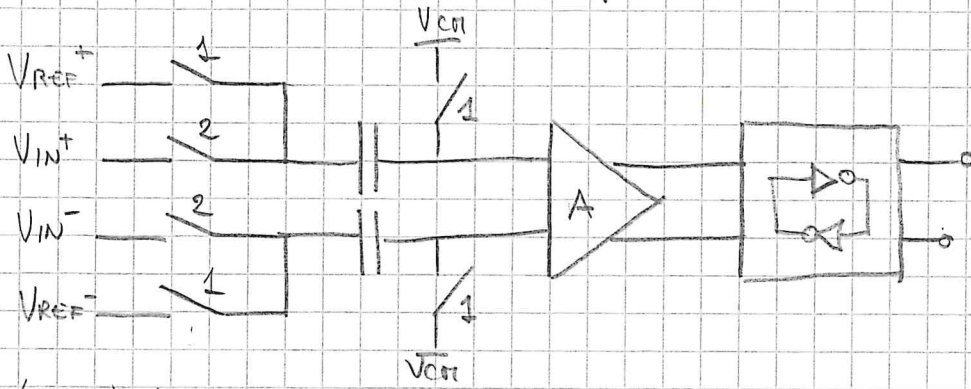 VCM
VREF+ 1
1
VIN+ 2
A
VIN- 2
VREF- 1
1
VCM